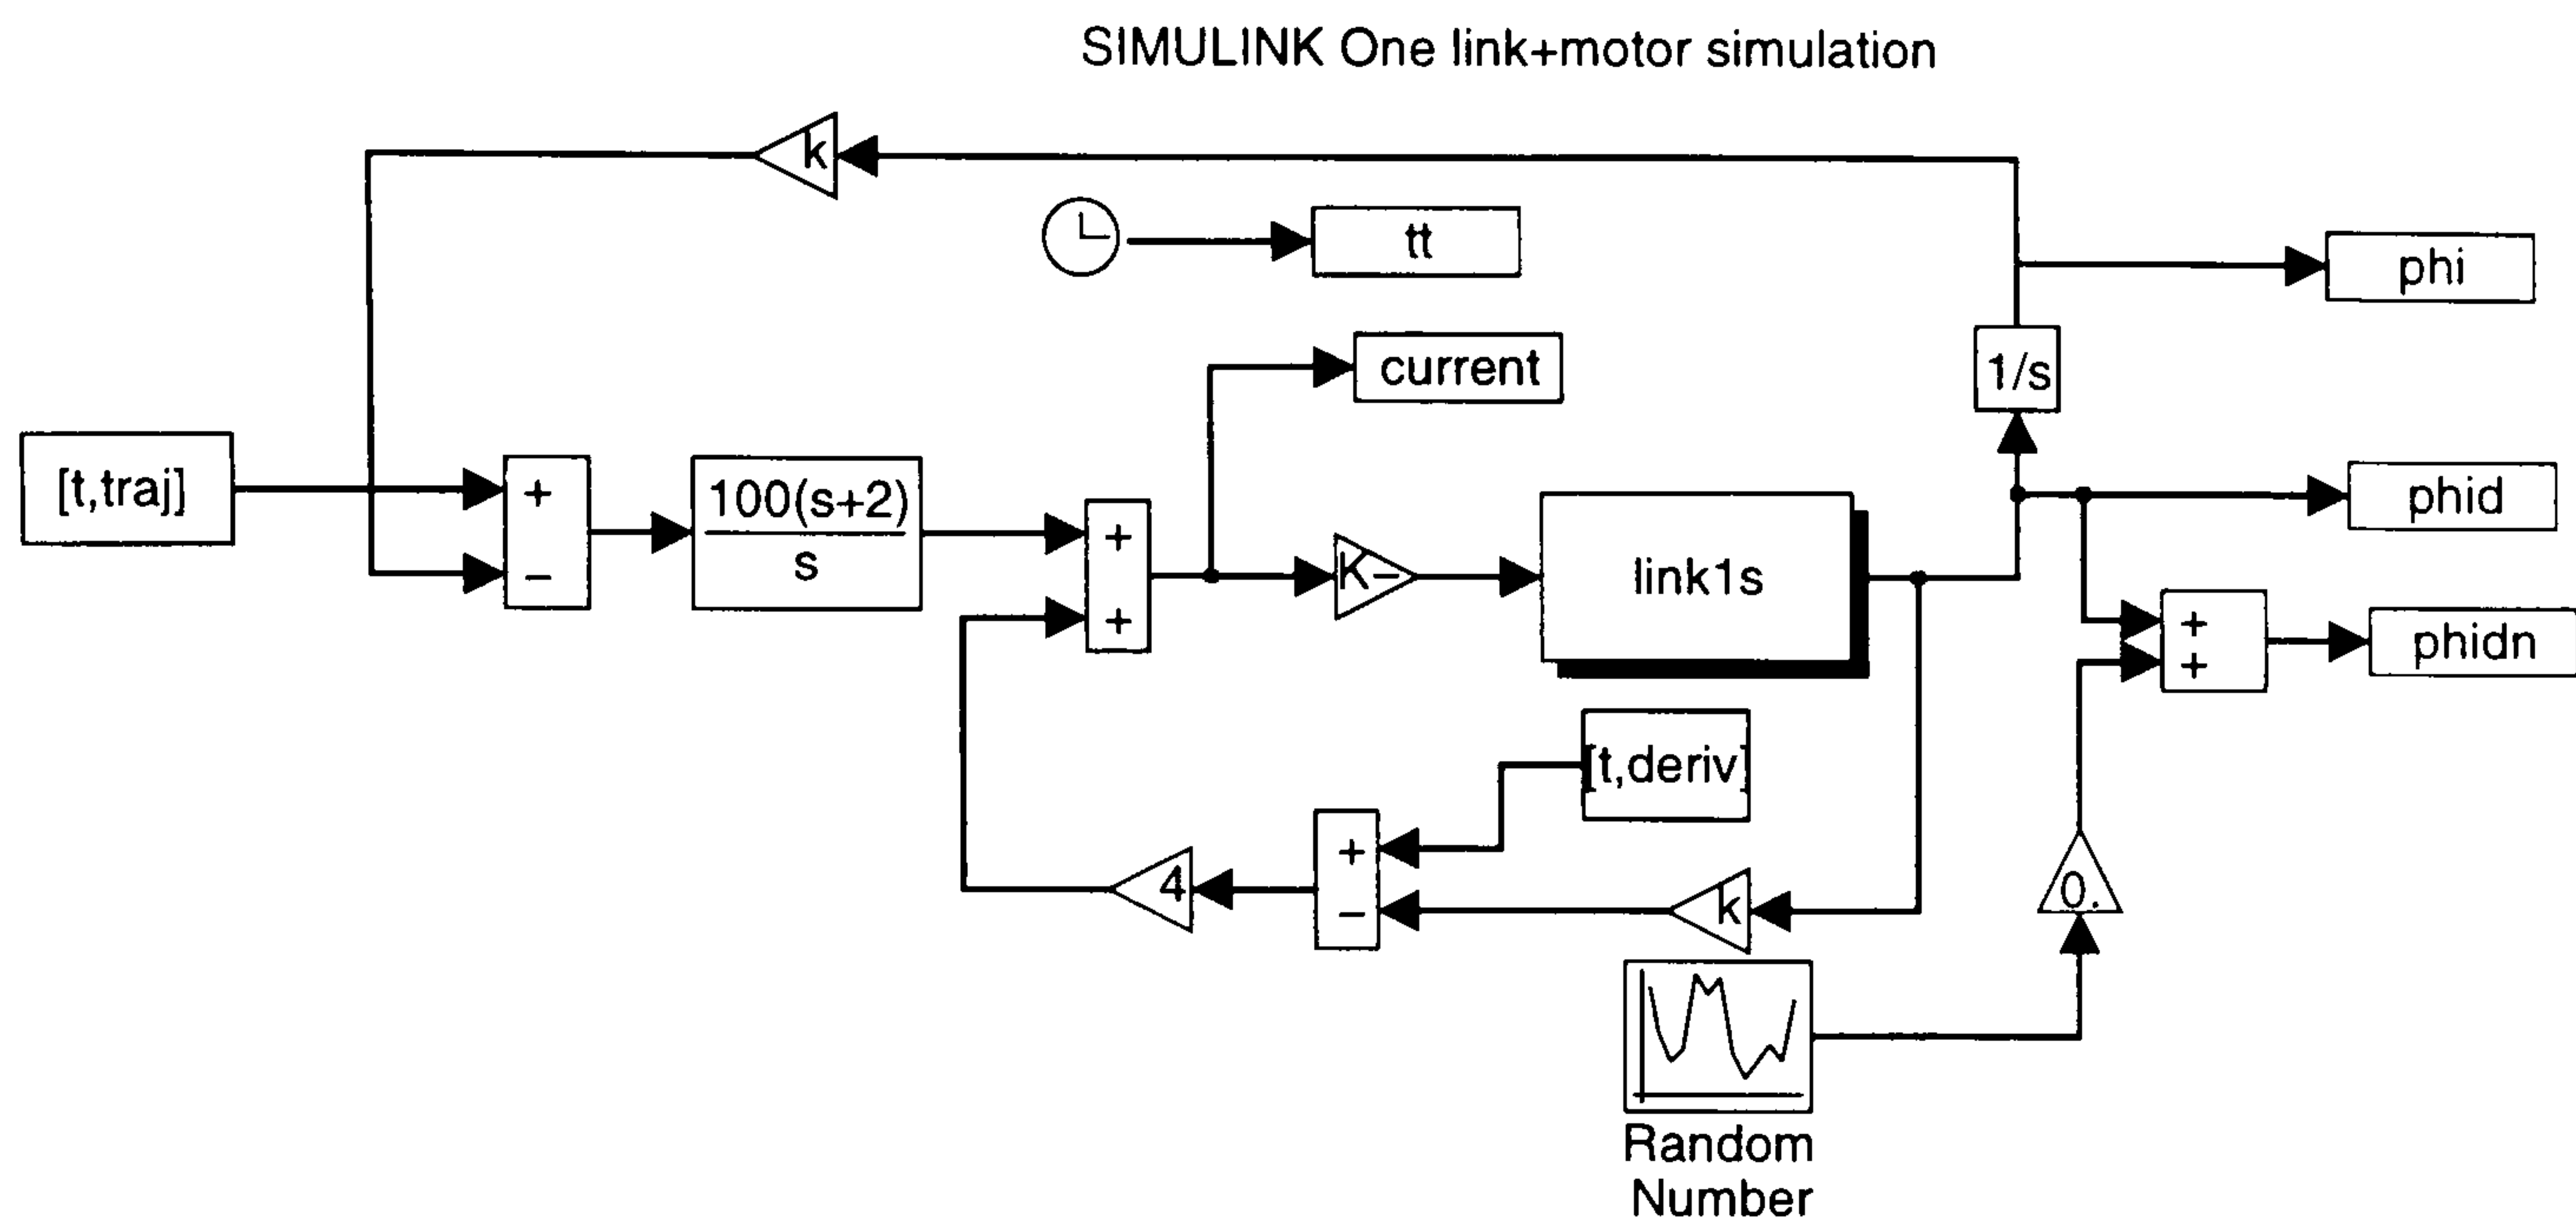 SIMULINK One link+motor simulation
k
tt
phi
current
1/s
[t,traj]
+
−
100(s+2)
s
+
+
K−
link1s
phid
+
+
phidn
[t,deriv]
+
−
4
k
0.
Random
Number